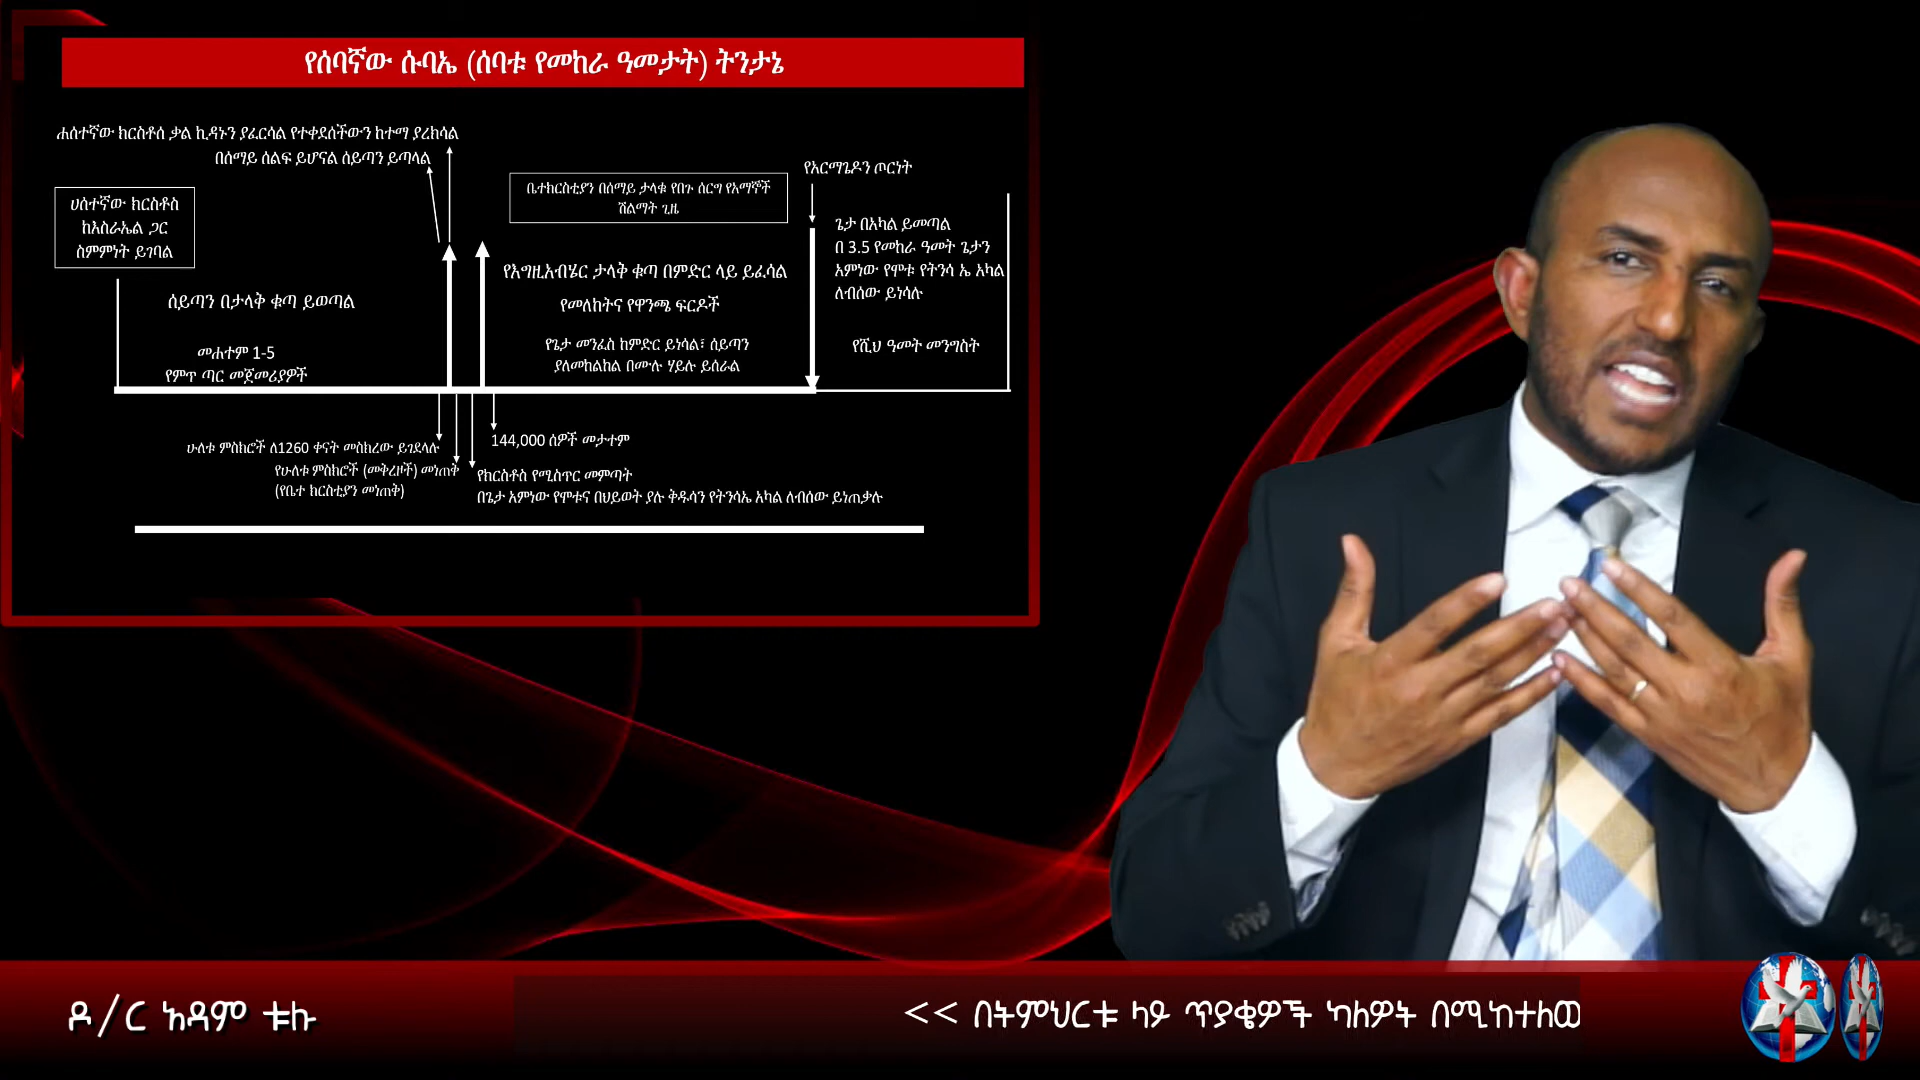 የሰባኛው ሱባኤ (ሰባቱ የመከራ ዓመታት) ትንታኔ
ሐሰተኛው ክርስቶሰ ቃል ኪዳኑን ያፈርሳል የተቀደሰችውን ከተማ ያረክሳል
በሰማይ ሰልፍ ይሆናል ሰይጣን ይጣላል
ሀሰተኛው ክርስቶስ
ከእስራኤል ጋር
ስምምነት ይገባል
ሰይጣን በታላቅ ቁጣ ይወጣል
መሐተም 1-5
የምጥ ጣር መጀመሪያዎች
ቤተክርስቲያን በሰማይ ታላቁ የበጉ ሰርግ የአማኞች
ሽልማት ጊዜ
የእግዚአብሄር ታላቅ ቁጣ በምድር ላይ ይፈሳል
የመለከትና የዋንጫ ፍርዶች
የጌታ መንፈስ ከምድር ይነሳል፣ ሰይጣን
ያለመከልከል በሙሉ ሃይሉ ይሰራል
የአርማጌዶን ጦርነት
ጌታ በአካል ይመጣል
በ 3.5 የመከራ ዓመት ጌታን
አምነው የሞቱ የትንሳ ኤ አካል
ለብሰው ይነሳሉ
የሺህ ዓመት መንግስት
ሁለቱ ምስክሮች ለ1260 ቀናት መስክረው ይገደላሉ
የሁለቱ ምስክሮች (መቅረዞች) መነጠቅ
(የቤተ ክርስቲያን መነጠቅ)
144,000 ሰዎች መታተም
የክርስቶስ የሚስጥር መምጣት
በጌታ አምነው የሞቱና በህይወት ያሉ ቅዱሳን የትንሳኤ አካል ለብሰው ይነጠቃሉ
ዶ/ር አዳም ቱሉ
<< በትምህርቱ ላይ ጥያቄዎች ካለዎት በሚከተለው